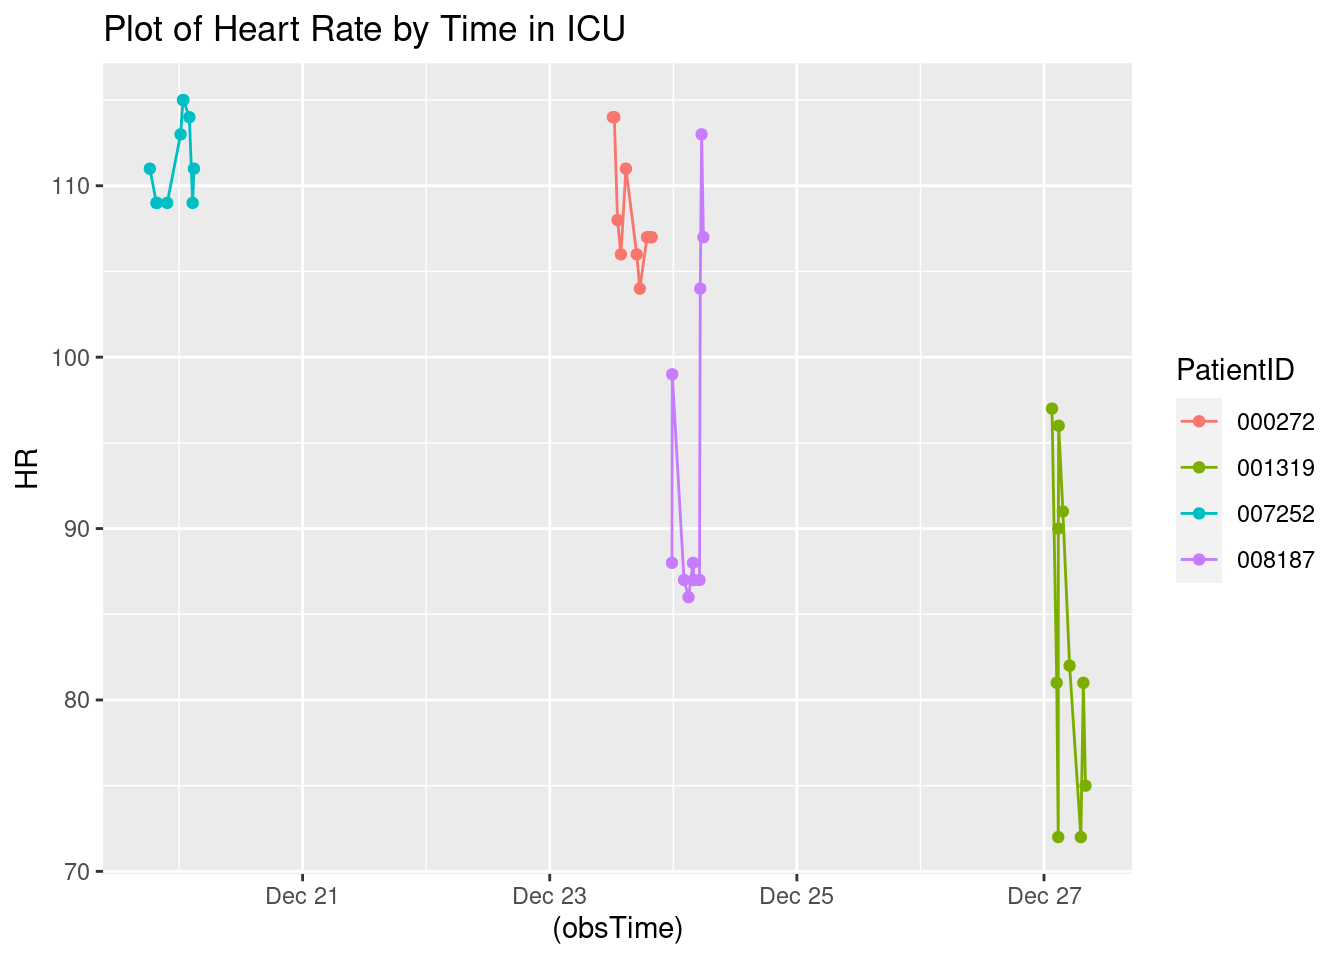 Plot of Heart Rate by Time in ICU
HR
110
100
90
80
70
Dec 21
Dec 23
Dec 25
Dec 27
(obsTime)
PatientID
000272
001319
007252
008187